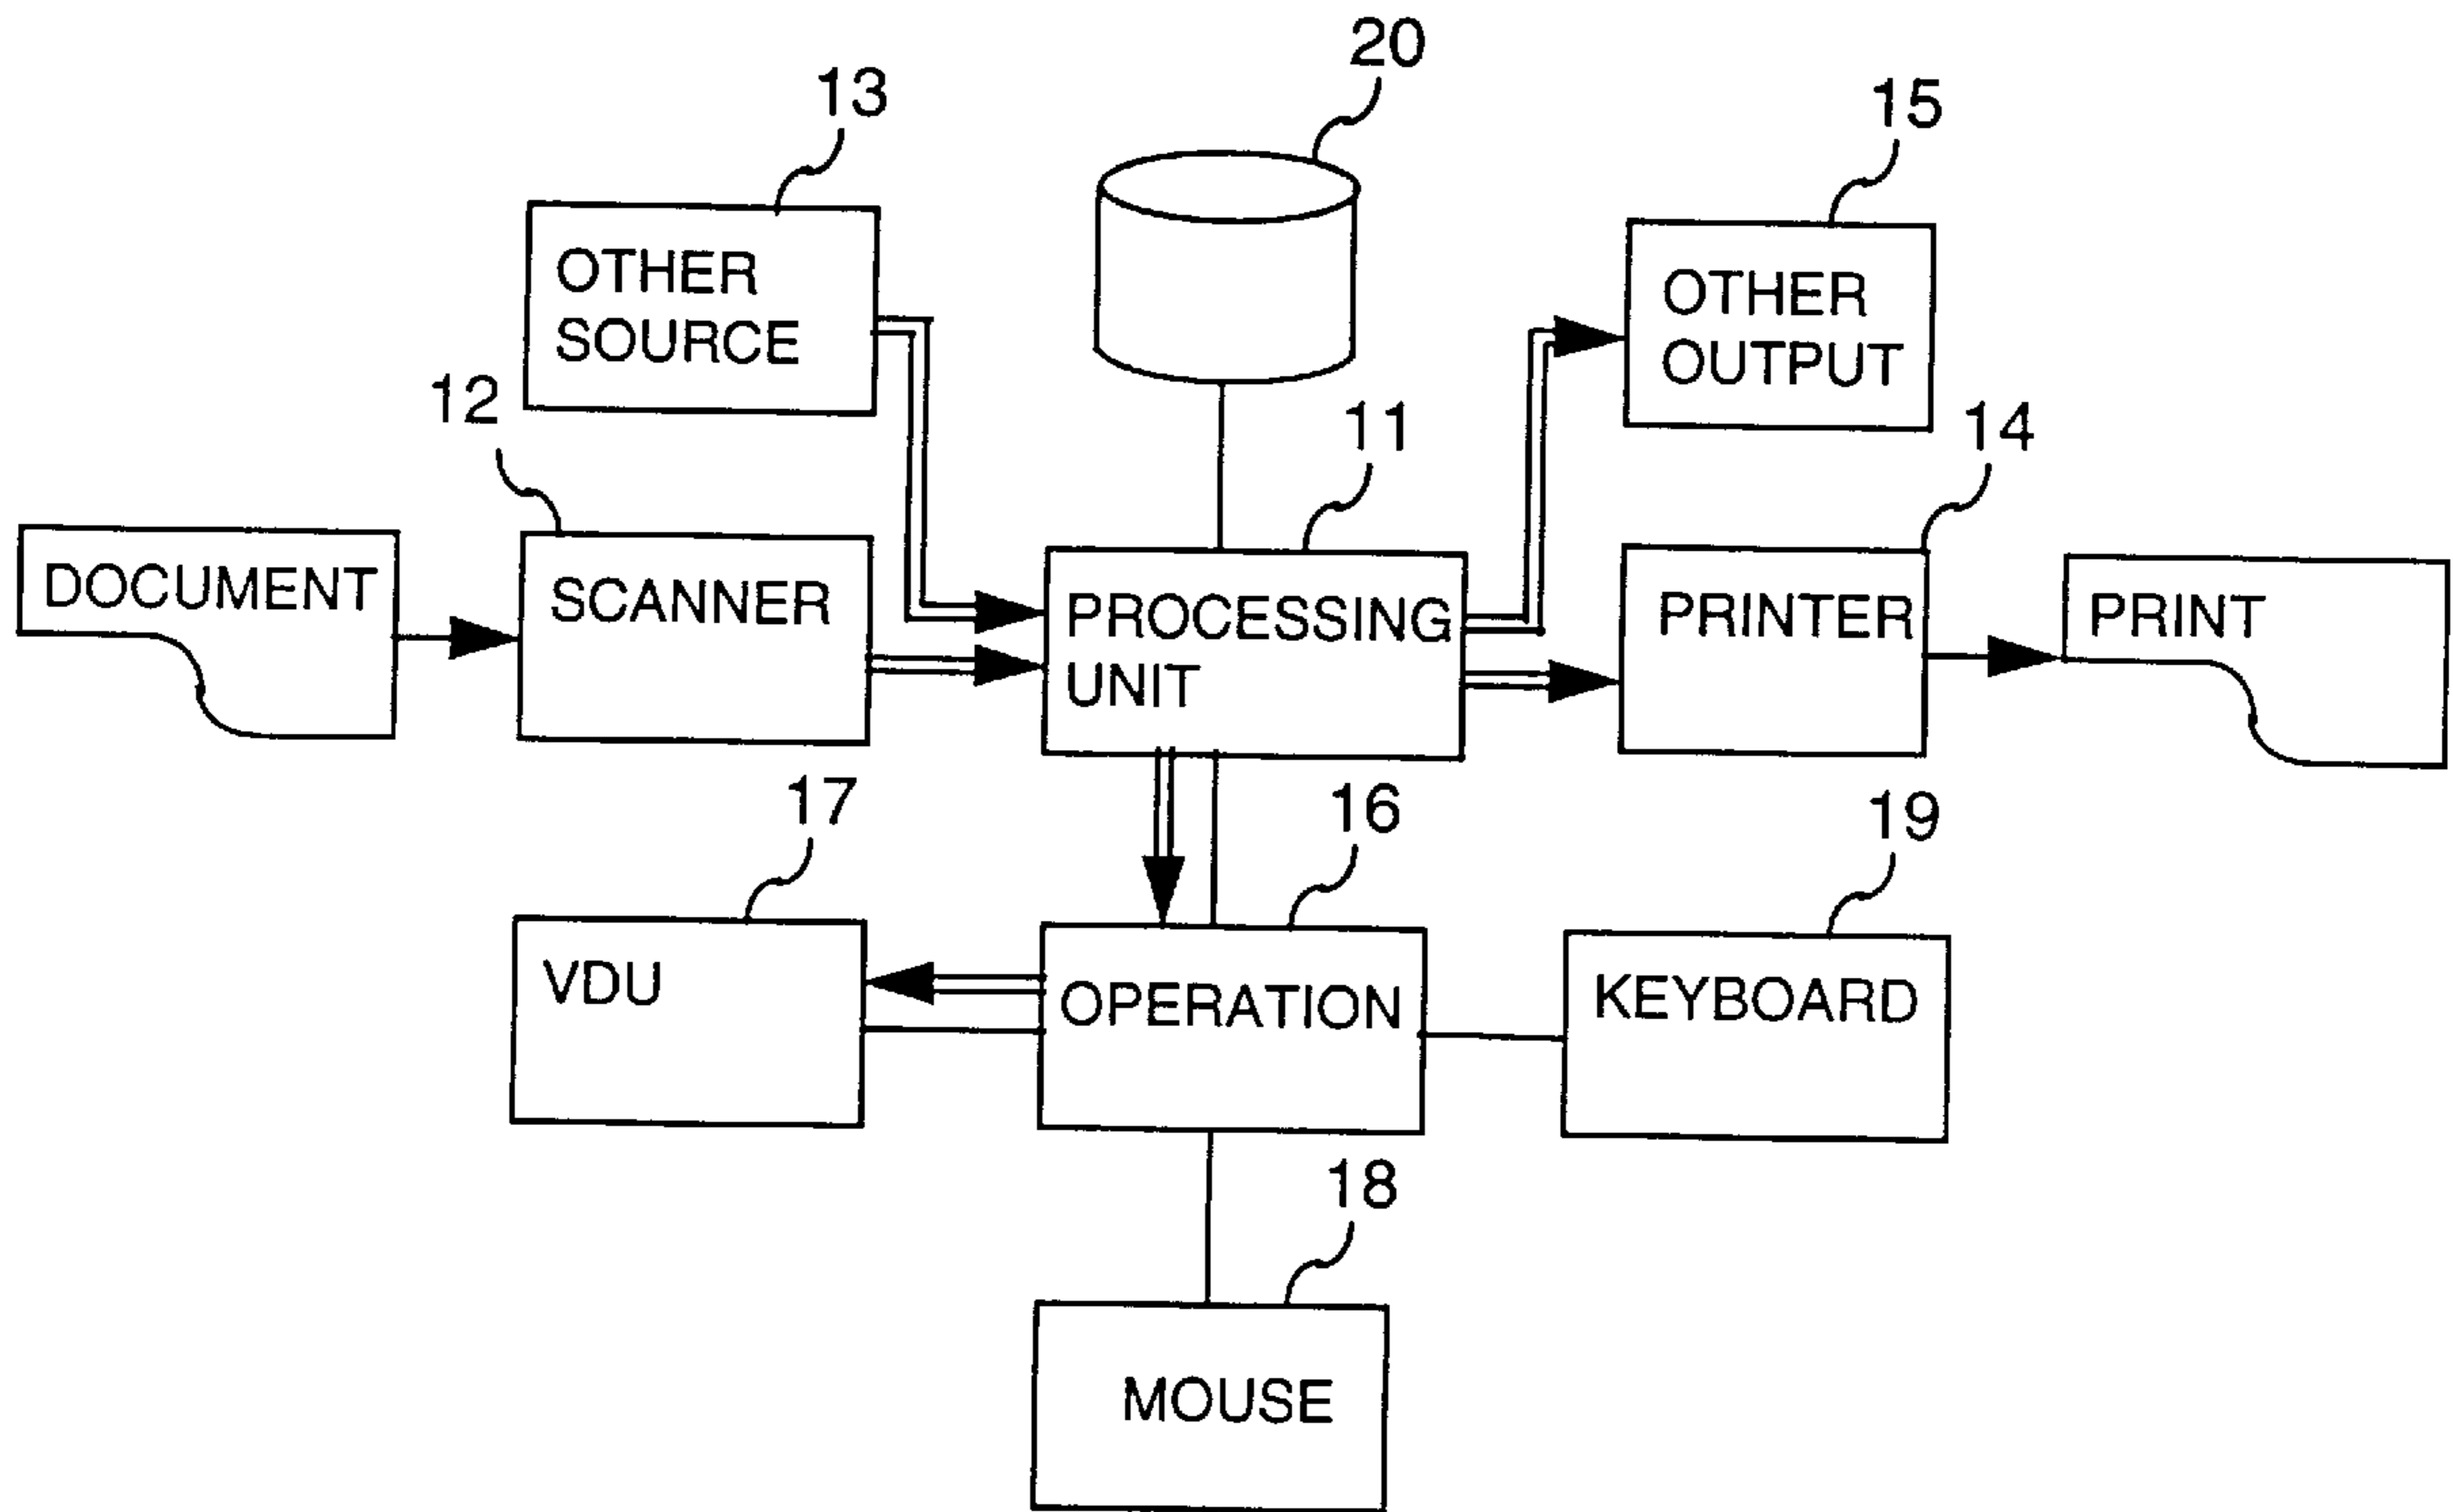 20
13
15
OTHER
SOURCE
OTHER
OUTPUT
12
11
14
DOCUMENT
SCANNER
PROCESSING
UNIT
PRINTER
PRINT
17
16
19
VDU
OPERATION
KEYBOARD
18
MOUSE